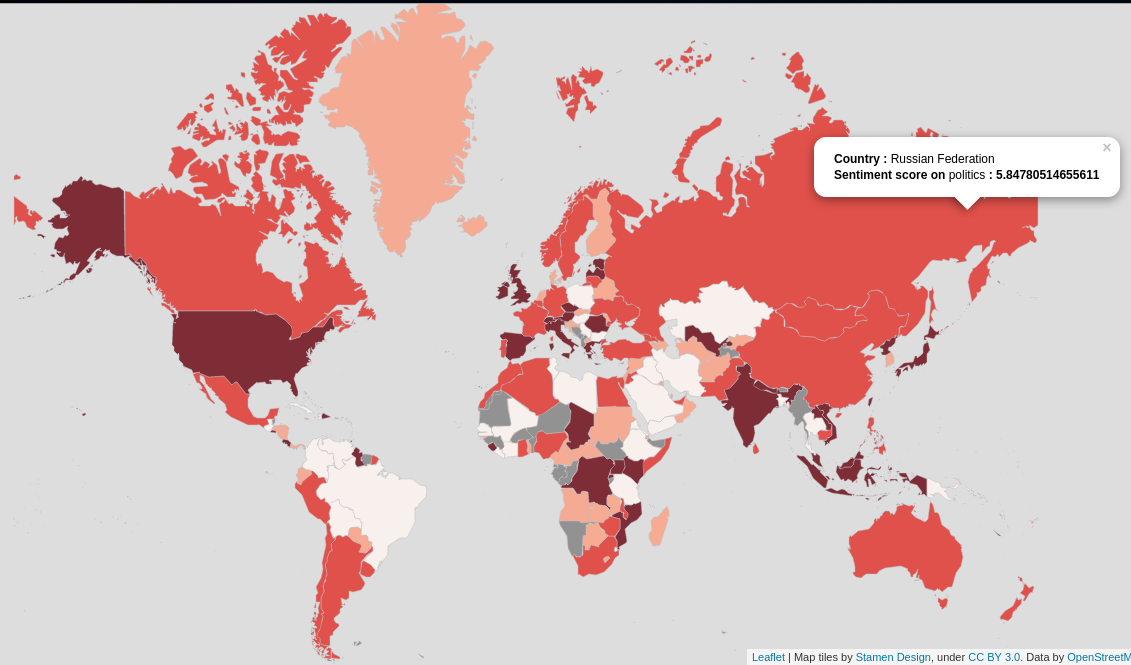 ×
Country : Russian Federation
Sentiment score on politics : 5.84780514655611
Leaflet | Map tiles by Stamen Design, under CC BY 3.0. Data by OpenStreetM